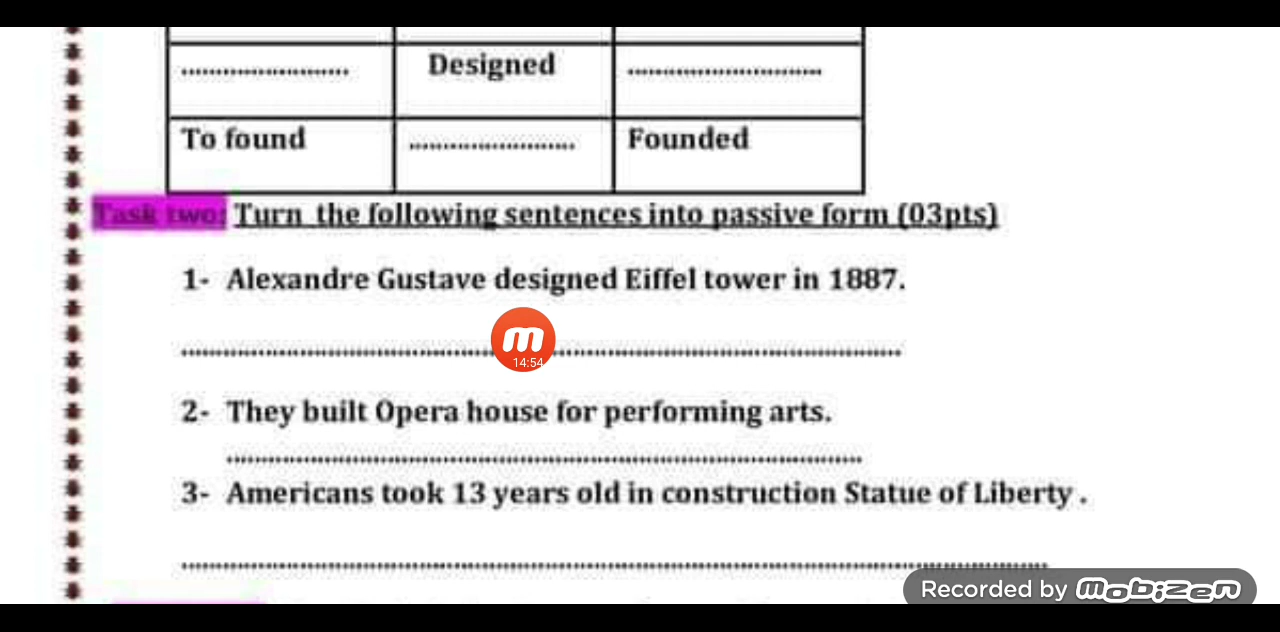 ........................ Designed ............................
To found ........................ Founded
Task two: Turn the following sentences into passive form (03pts)
1- Alexandre Gustave designed Eiffel tower in 1887.
m
14:54
2- They built Opera house for performing arts.
3- Americans took 13 years old in construction Statue of Liberty .
Recorded by mobizen